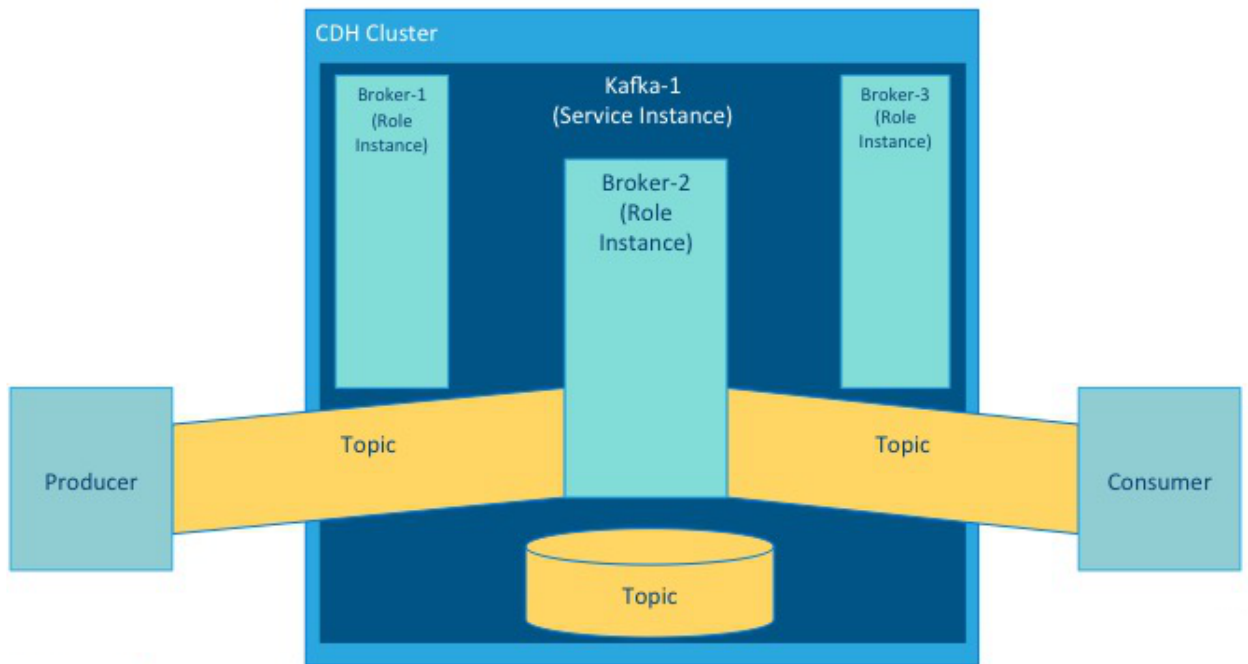 CDH Cluster
Broker-1
(Role
Instance)
Kafka-1
(Service Instance)
Broker-3
(Role
Instance)
Broker-2
(Role
Instance)
Topic
Topic
Producer
Consumer
Topic